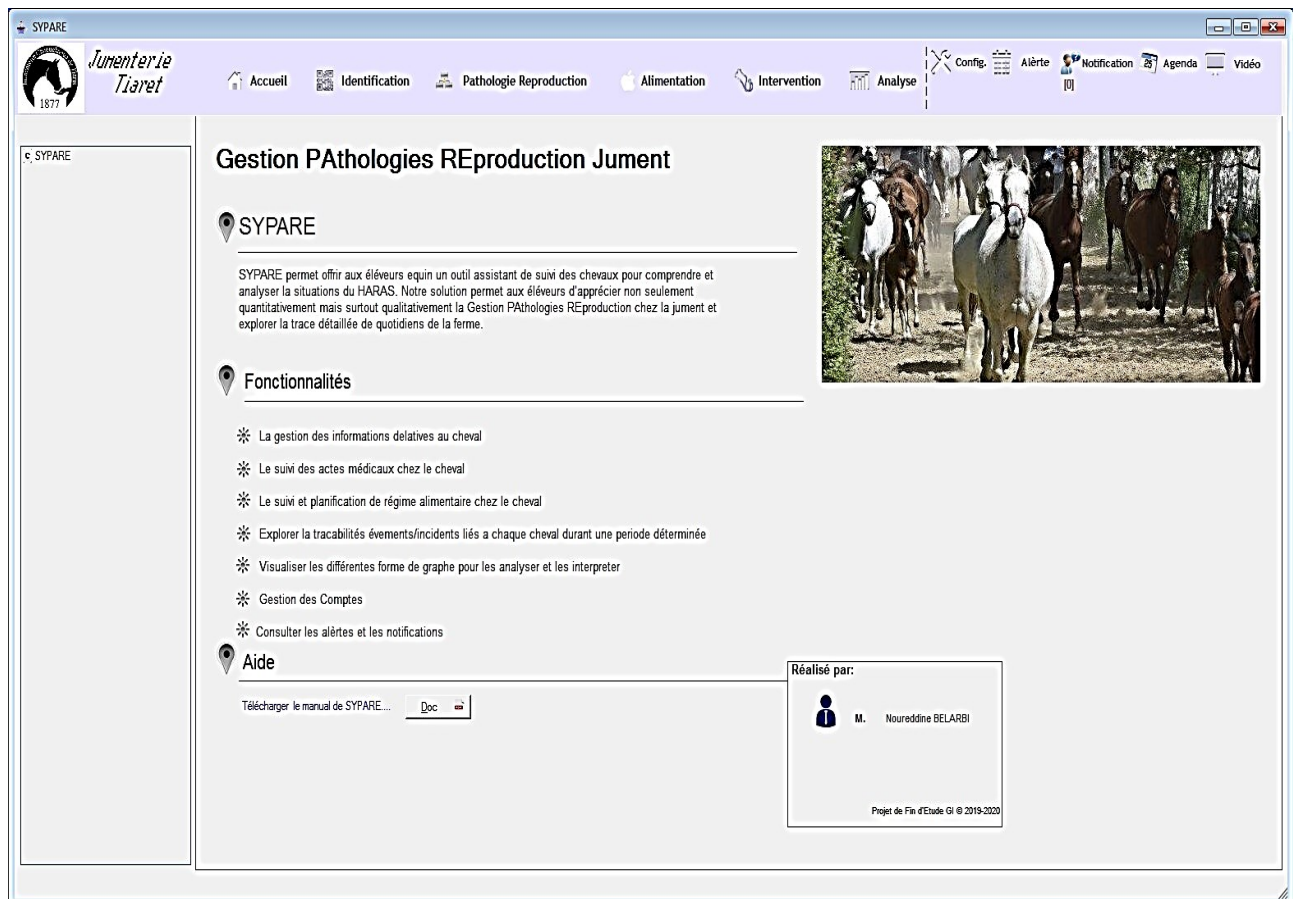 SYPARE
Jumenterie
Tiaret
1877
Accueil
Identification
Pathologie Reproduction
Alimentation
Intervention
Analyse
Config.
Alèrte
Notification
[0]
Agenda
Vidéo
SYPARE
Gestion PAthologies REproduction Jument
SYPARE
SYPARE permet offrir aux éléveurs equin un outil assistant de suivi des chevaux pour comprendre et
analyser la situations du HARAS. Notre solution permet aux éléveurs d'apprécier non seulement
quantitativement mais surtout qualitativement la Gestion PAthologies REproduction chez la jument et
explorer la trace détaillée de quotidiens de la ferme.
Fonctionnalités
La gestion des informations delatives au cheval
Le suivi des actes médicaux chez le cheval
Le suivi et planification de régime alimentaire chez le cheval
Explorer la tracabilités évements/incidents liés a chaque cheval durant une periode déterminée
Visualiser les différentes forme de graphe pour les analyser et les interpreter
Gestion des Comptes
Consulter les alèrtes et les notifications
Aide
Télécharger le manual de SYPARE....
Doc
Réalisé par:
M. Noureddine BELARBI
Projet de Fin d'Etude GI © 2019-2020